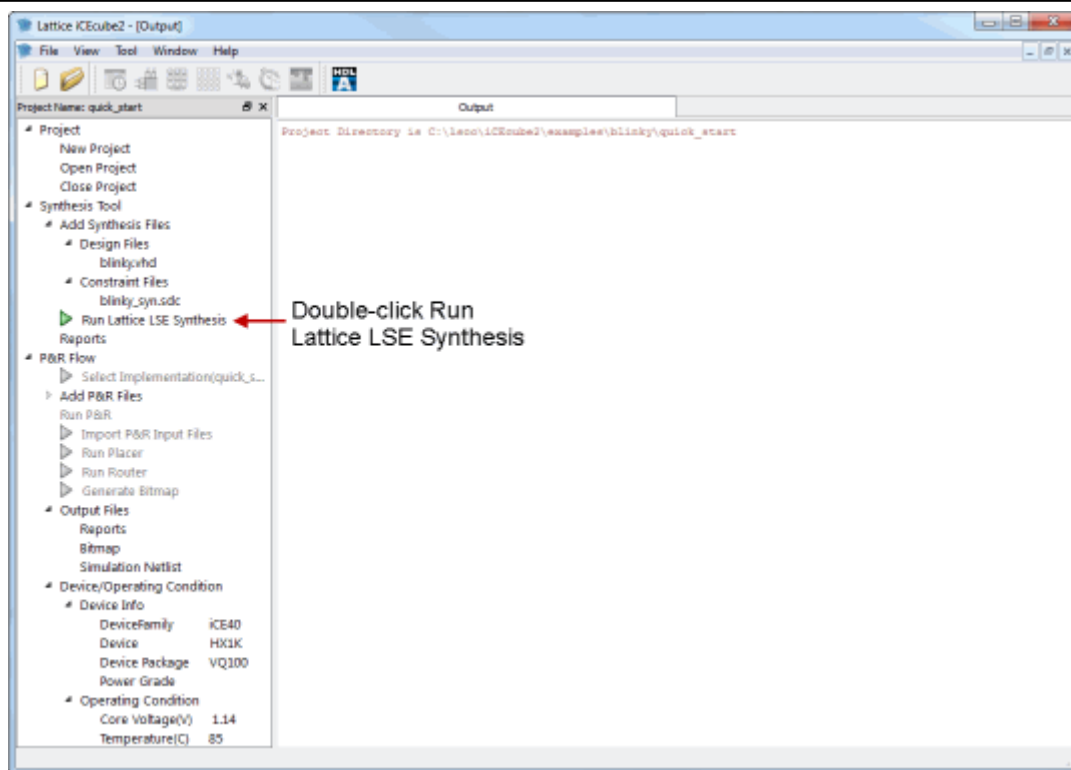 Lattice iCEcube2 - [Output]
File View Tool Window Help
HDL
A
Project Name: quick_start
Output
Project Directory is C:\lscc\iCEcube2\examples\blinky\quick_start
Project
New Project
Open Project
Close Project
Synthesis Tool
Add Synthesis Files
Design Files
blinky.vhd
Constraint Files
blinky_syn.sdc
Run Lattice LSE Synthesis
Double-click Run
Lattice LSE Synthesis
Reports
P&R Flow
Select Implementation(quick_s...
Add P&R Files
Run P&R
Import P&R Input Files
Run Placer
Run Router
Generate Bitmap
Output Files
Reports
Bitmap
Simulation Netlist
Device/Operating Condition
Device Info
DeviceFamily iCE40
Device HX1K
Device Package VQ100
Power Grade
Operating Condition
Core Voltage(V) 1.14
Temperature(C) 85